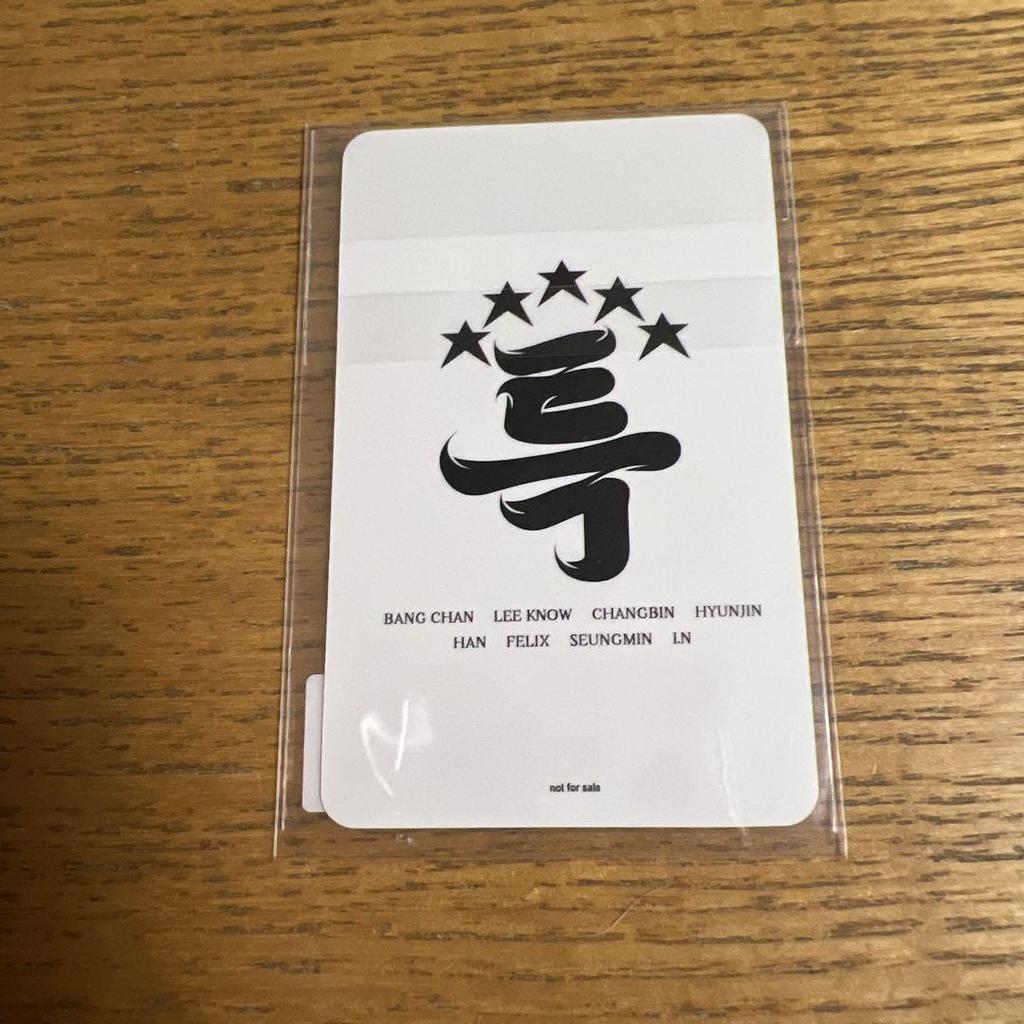 ★★★★★
특
BANG CHAN LEE KNOW CHANGBIN HYUNJIN
HAN FELIX SEUNGMIN I.N
not for sale